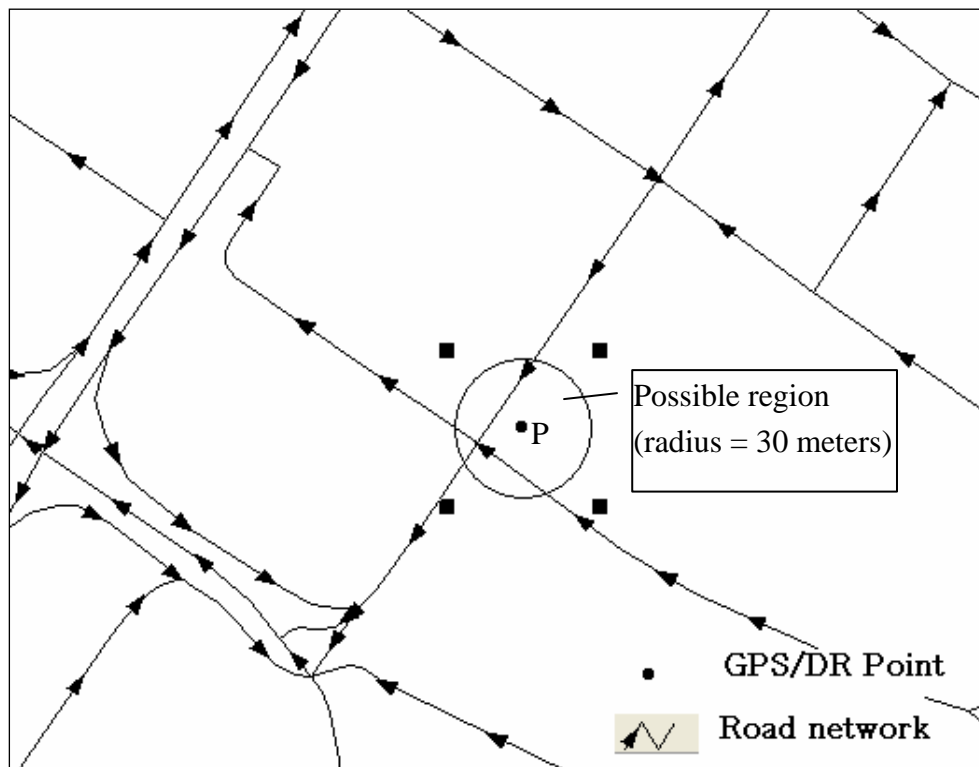 Possible region
(radius = 30 meters)
P
GPS/DR Point
Road network